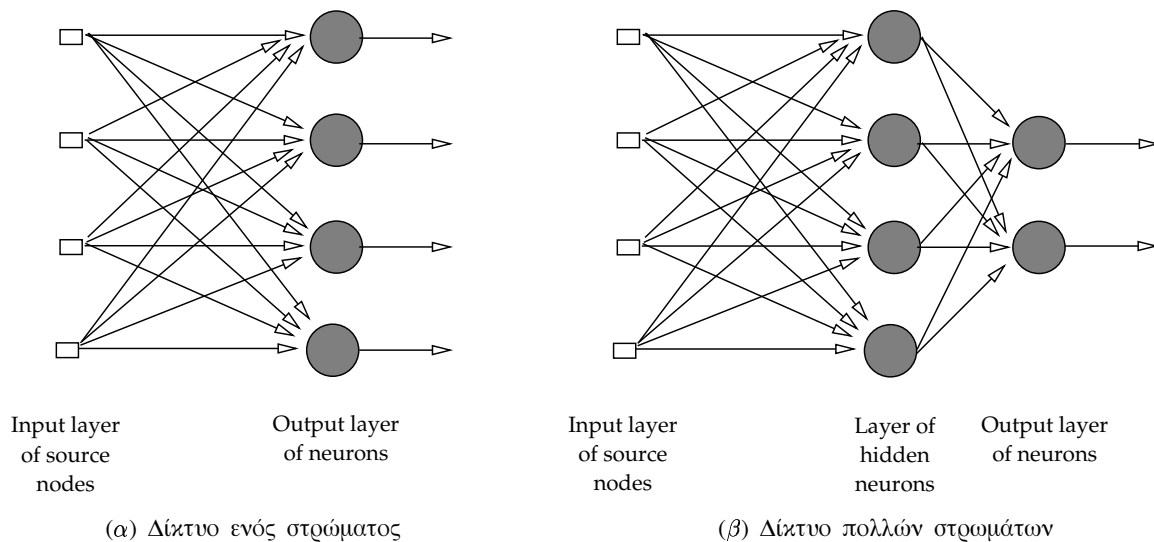 Input layer
of source
nodes
Output layer
of neurons
(α) Δίκτυο ενός στρώματος
Input layer
of source
nodes
Layer of
hidden
neurons
Output layer
of neurons
(β) Δίκτυο πολλών στρωμάτων